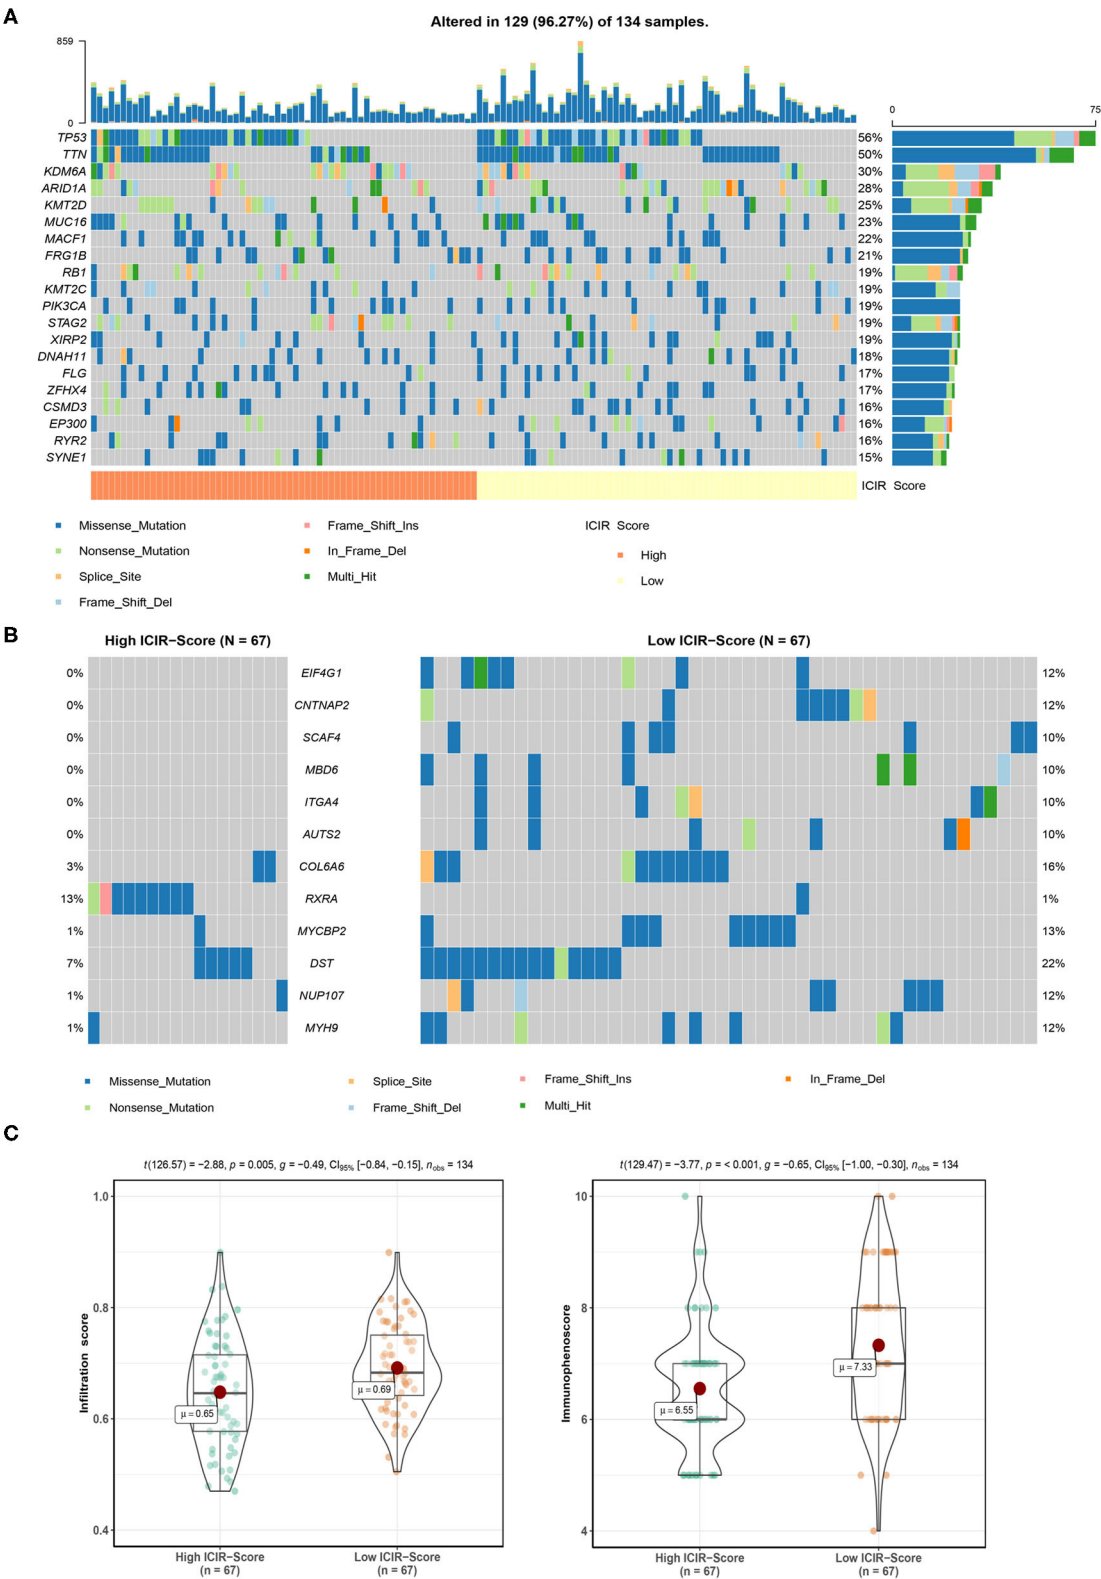 A
Altered in 129 (96.27%) of 134 samples.
859
0
0 75
TP53 56%
TTN 50%
KDM6A 30%
ARID1A 28%
KMT2D 25%
MUC16 23%
MACF1 22%
FRG1B 21%
RB1 19%
KMT2C 19%
PIK3CA 19%
STAG2 19%
XIRP2 19%
DNAH11 18%
FLG 17%
ZFHX4 17%
CSMD3 16%
EP300 16%
RYR2 16%
SYNE1 15%
ICIR Score
Missense_Mutation Frame_Shift_Ins ICIR Score
Nonsense_Mutation In_Frame_Del High
Splice_Site Multi_Hit Low
Frame_Shift_Del
B
High ICIR−Score (N = 67) Low ICIR−Score (N = 67)
0% EIF4G1 12%
0% CNTNAP2 12%
0% SCAF4 10%
0% MBD6 10%
0% ITGA4 10%
0% AUTS2 10%
3% COL6A6 16%
13% RXRA 1%
1% MYCBP2 13%
7% DST 22%
1% NUP107 12%
1% MYH9 12%
Missense_Mutation Splice_Site Frame_Shift_Ins In_Frame_Del
Nonsense_Mutation Frame_Shift_Del Multi_Hit
C
t(126.57) = −2.88, p = 0.005, g = −0.49, CI95% [−0.84, −0.15], nobs = 134
1.0
0.8
0.6
0.4
Infiltration score
μ = 0.65
μ = 0.69
High ICIR−Score Low ICIR−Score
(n = 67) (n = 67)
t(129.47) = −3.77, p = < 0.001, g = −0.65, CI95% [−1.00, −0.30], nobs = 134
10
8
6
4
Immunophenoscore
μ = 6.55
μ = 7.33
High ICIR−Score Low ICIR−Score
(n = 67) (n = 67)